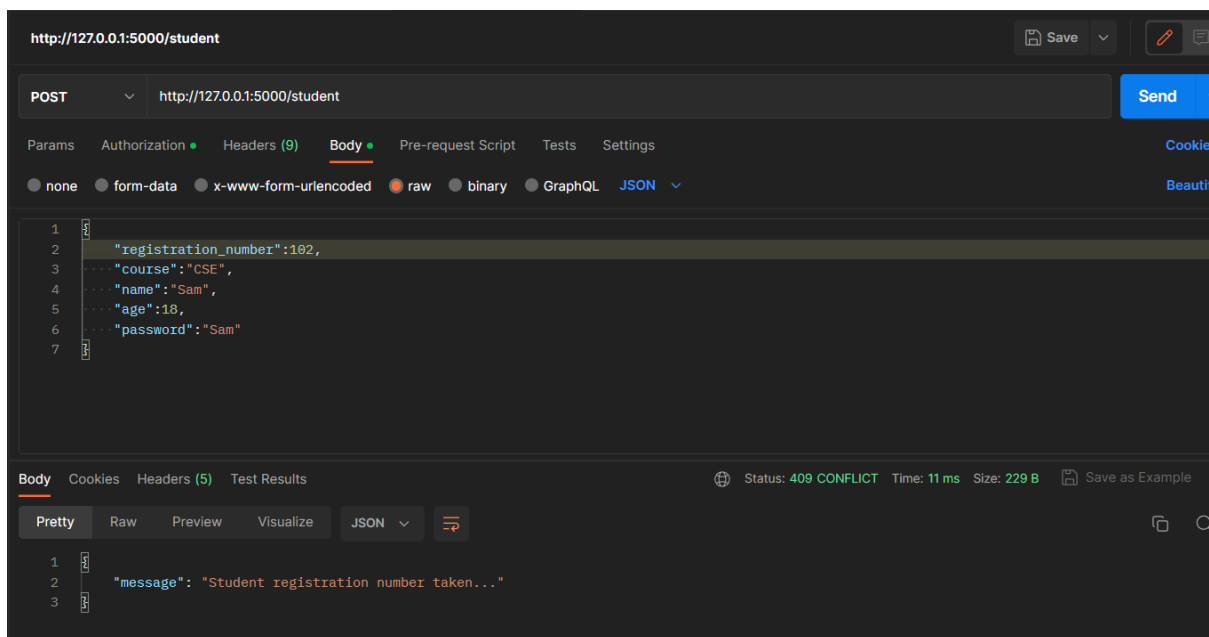 http://127.0.0.1:5000/student Save
POST http://127.0.0.1:5000/student Send
Params Authorization Headers (9) Body Pre-request Script Tests Settings Cookie
none form-data x-www-form-urlencoded raw binary GraphQL JSON Beauti
1 {
2 "registration_number":102,
3 ····"course":"CSE",
4 ····"name":"Sam",
5 ····"age":18,
6 ····"password":"Sam"
7 }
Body Cookies Headers (5) Test Results Status: 409 CONFLICT Time: 11 ms Size: 229 B Save as Example
Pretty Raw Preview Visualize JSON
1 {
2 "message": "Student registration number taken..."
3 }